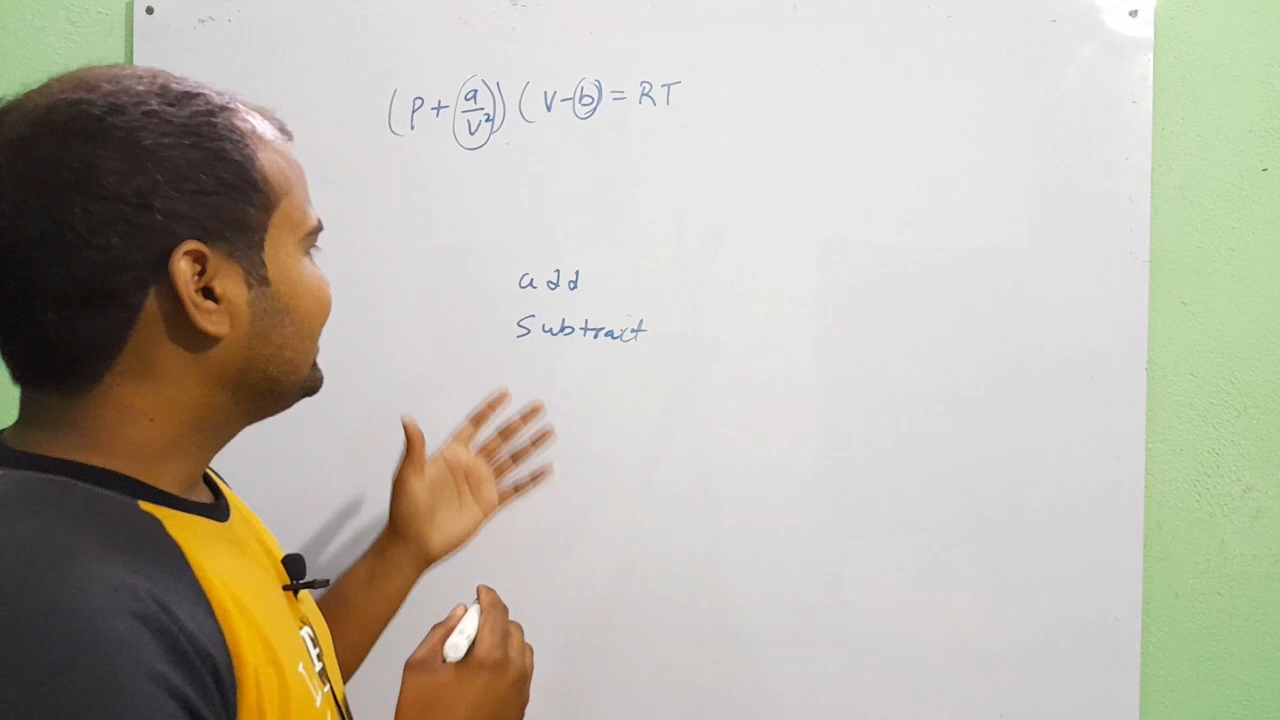 (P + a/V²) (V - b) = RT
add
Subtract